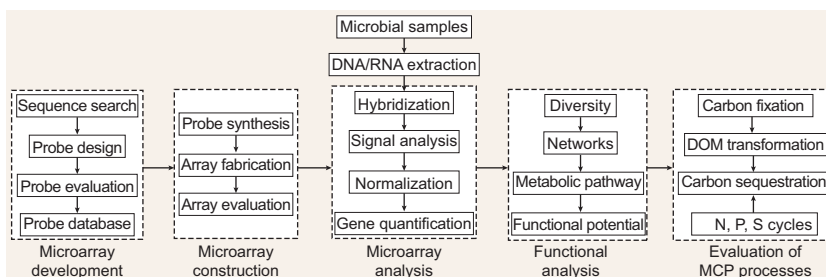 Microbial samples
DNA/RNA extraction
Sequence search
Probe design
Probe evaluation
Probe database
Microarray
development
Probe synthesis
Array fabrication
Array evaluation
Microarray
construction
Hybridization
Signal analysis
Normalization
Gene quantification
Microarray
analysis
Diversity
Networks
Metabolic pathway
Functional potential
Functional
analysis
Carbon fixation
DOM transformation
Carbon sequestration
N, P, S cycles
Evaluation of
MCP processes